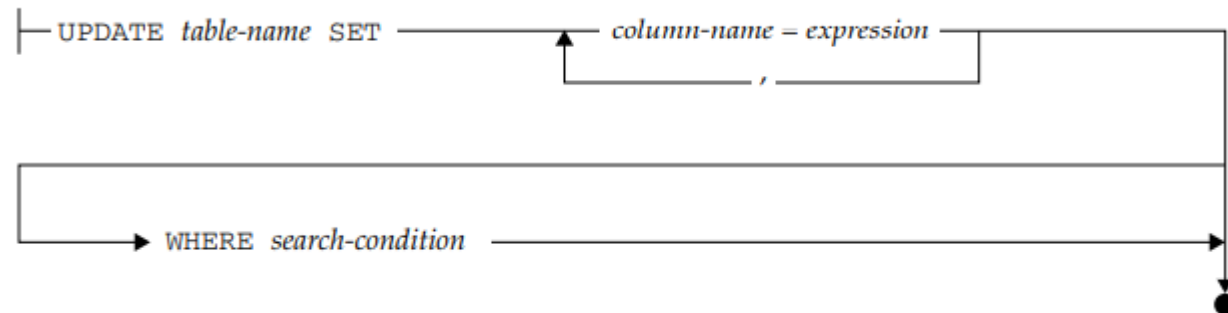 UPDATE table-name SET column-name = expression
,
WHERE search-condition